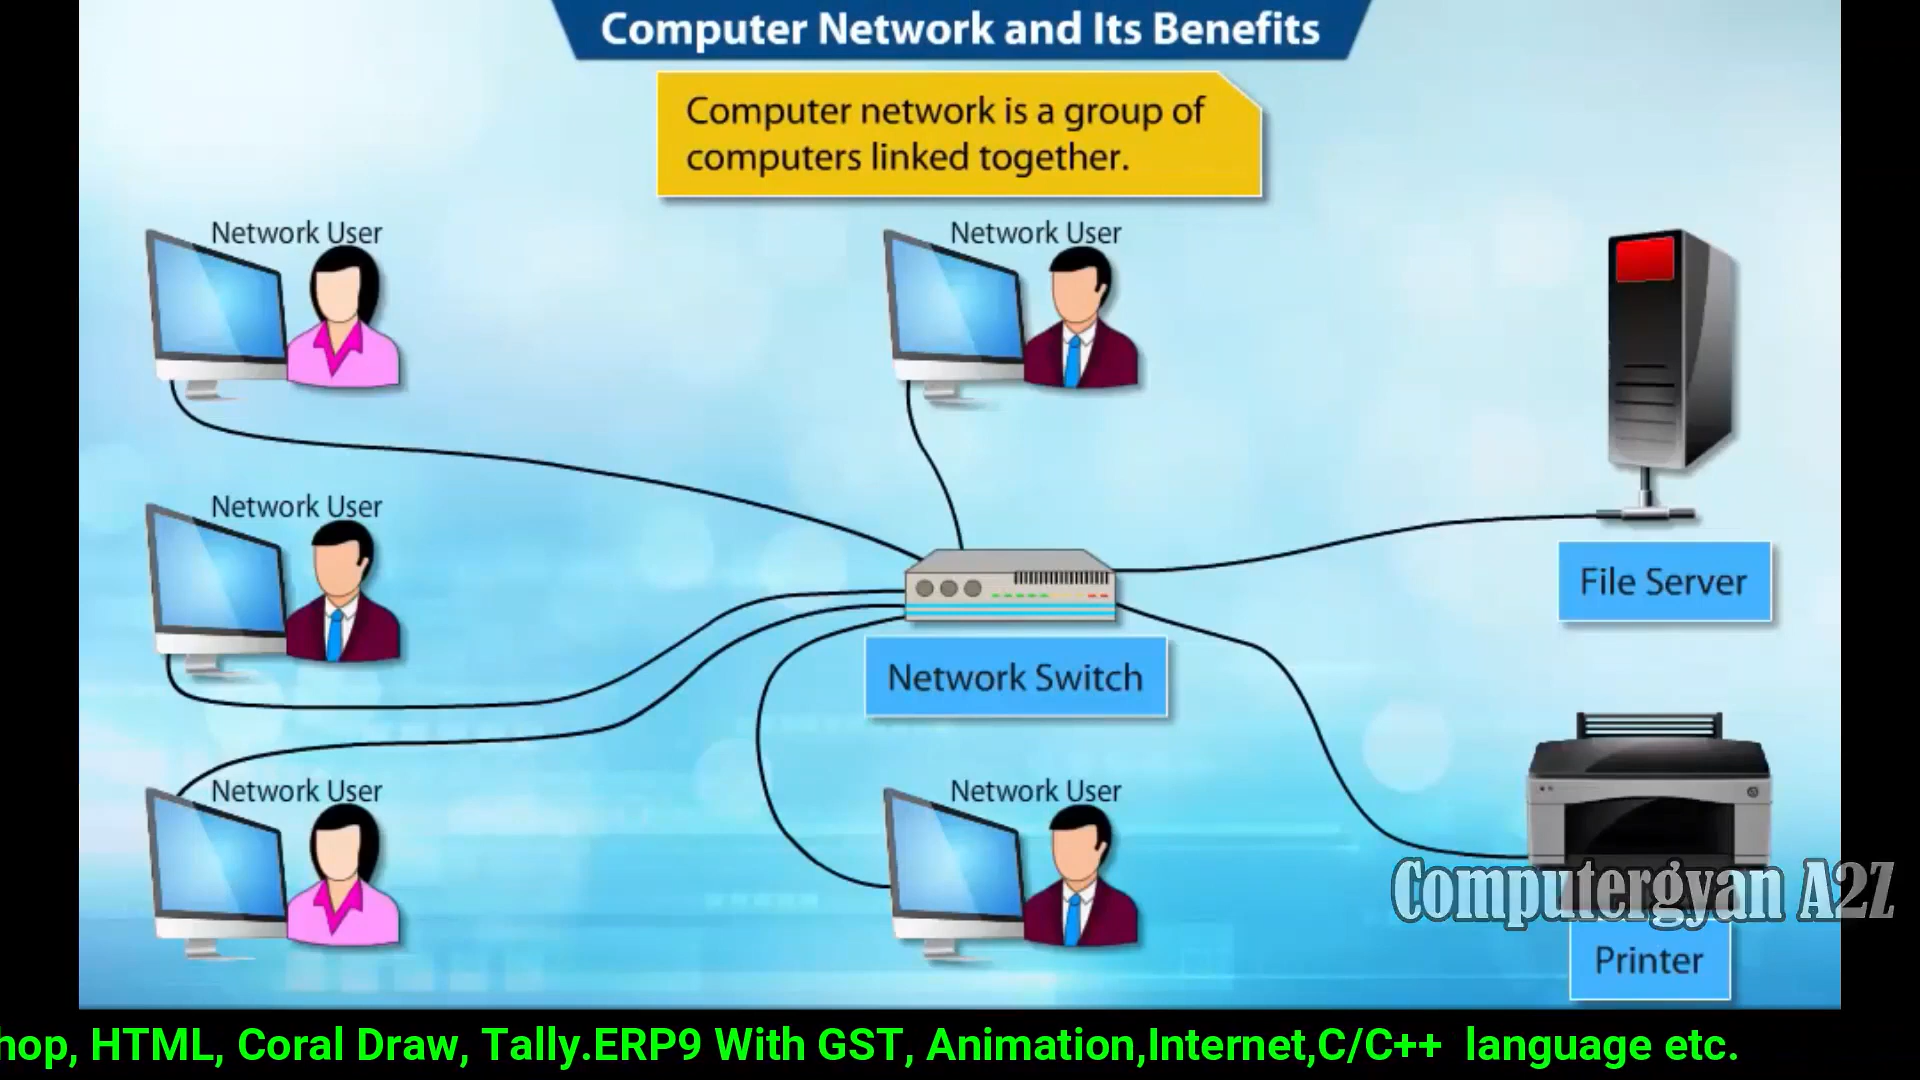 Computer Network and Its Benefits
Computer network is a group of
computers linked together.
Network User
Network User
Network User
File Server
Network Switch
Network User
Network User
Computergyan A2Z
Printer
hop, HTML, Coral Draw, Tally.ERP9 With GST, Animation,Internet,C/C++ language etc.